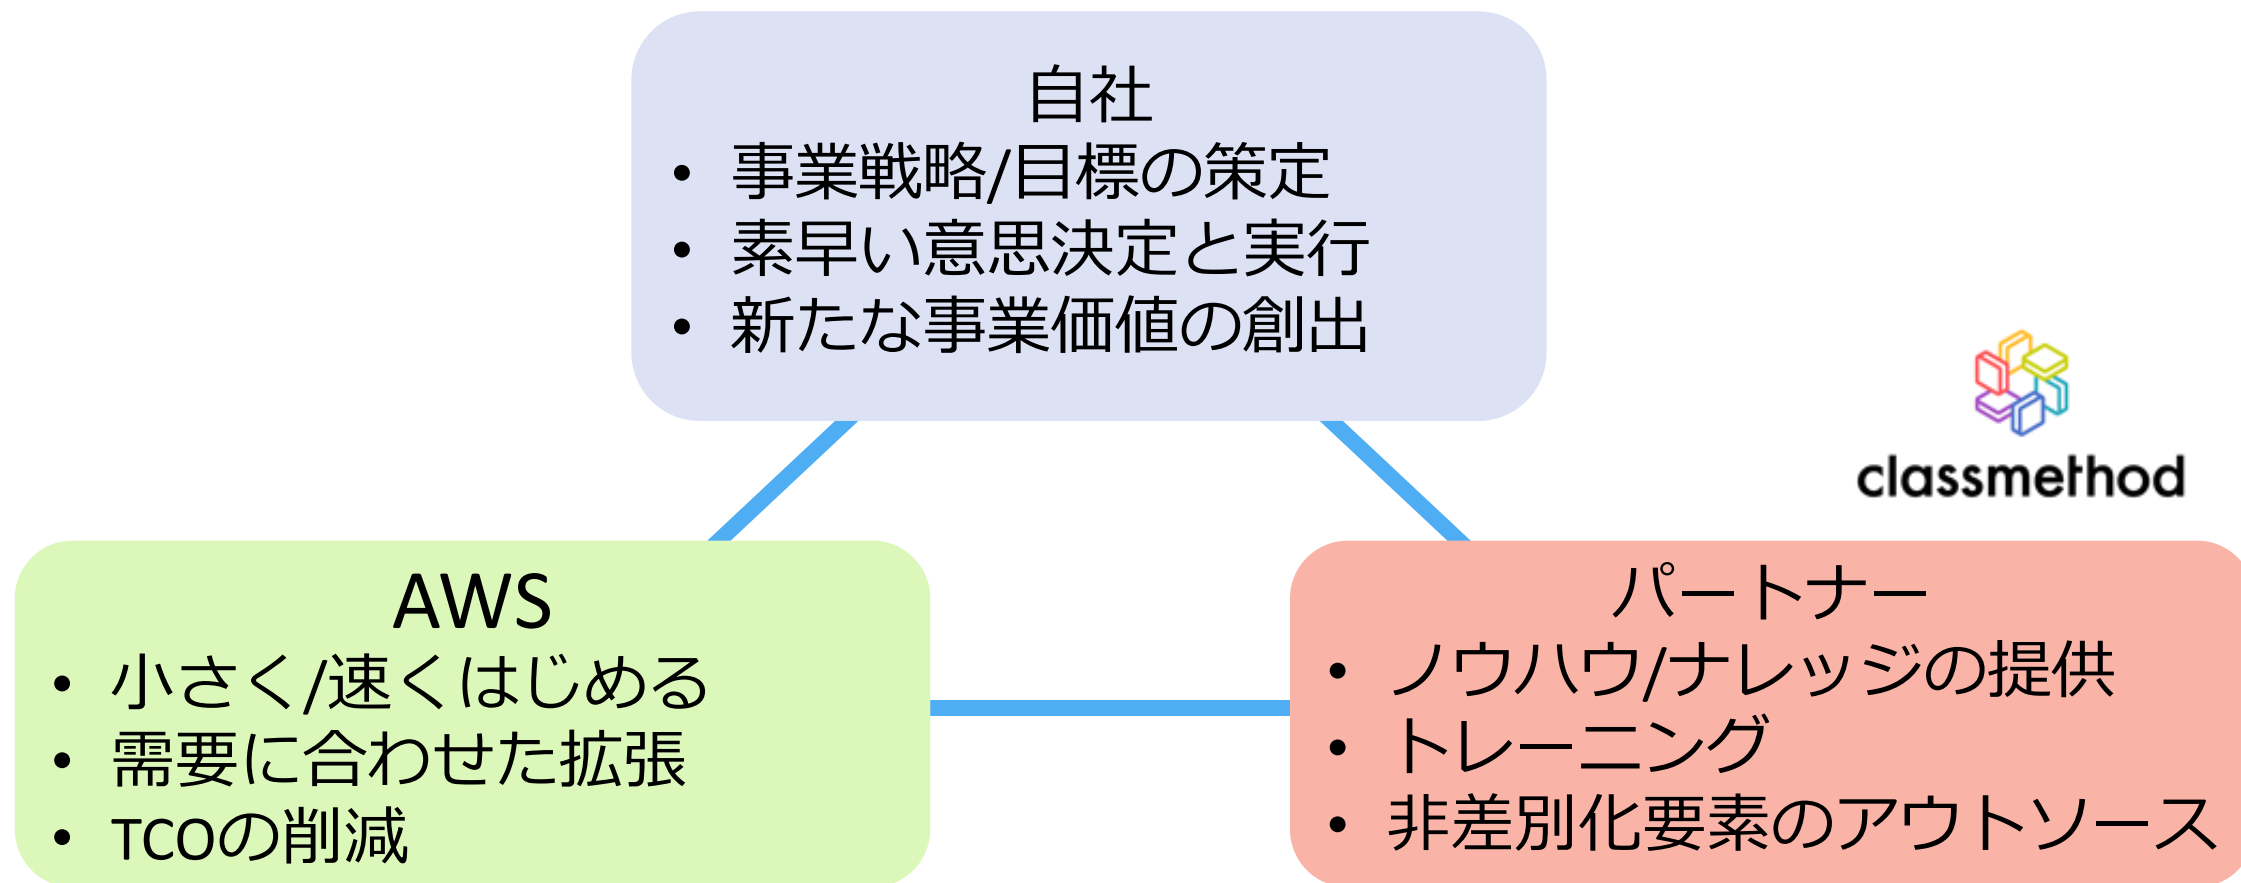 自社
• 事業戦略/目標の策定
• 素早い意思決定と実行
• 新たな事業価値の創出
classmethod
AWS
• 小さく/速くはじめる
• 需要に合わせた拡張
• TCOの削減
パートナー
• ノウハウ/ナレッジの提供
• トレーニング
• 非差別化要素のアウトソース